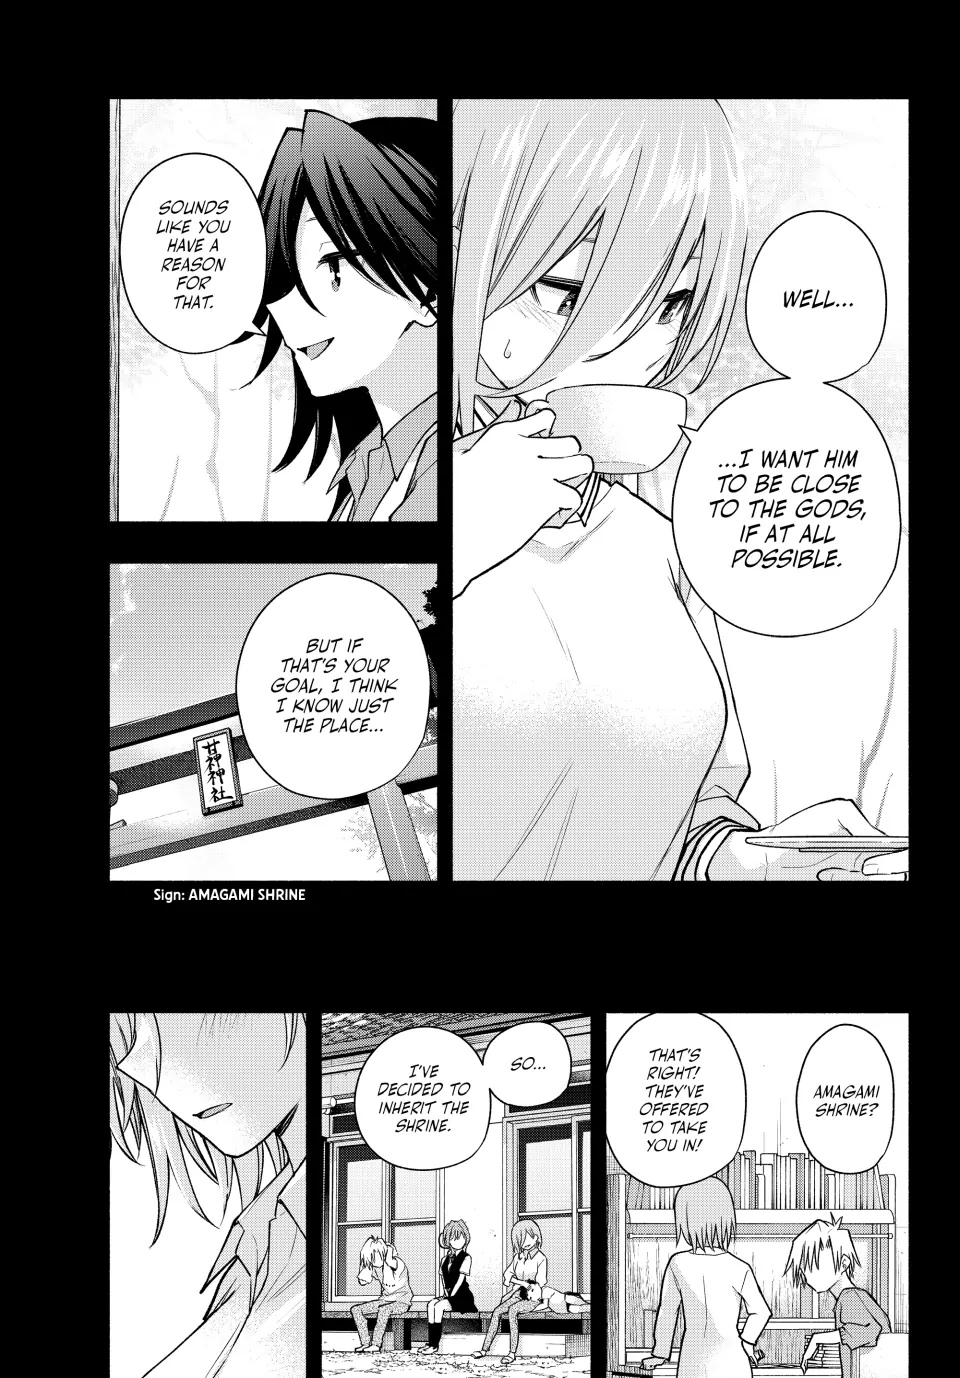 WELL...
...I WANT HIM
TO BE CLOSE
TO THE GODS,
IF AT ALL
POSSIBLE.
SOUNDS
LIKE YOU
HAVE A
REASON
FOR
THAT.
BUT IF
THAT'S YOUR
GOAL, I THINK
I KNOW JUST
THE PLACE...
甘神神社
Sign: AMAGAMI SHRINE
AMAGAMI
SHRINE?
THAT'S
RIGHT!
THEY'VE
OFFERED
TO TAKE
YOU IN!
SO...
I'VE
DECIDED TO
INHERIT THE
SHRINE.